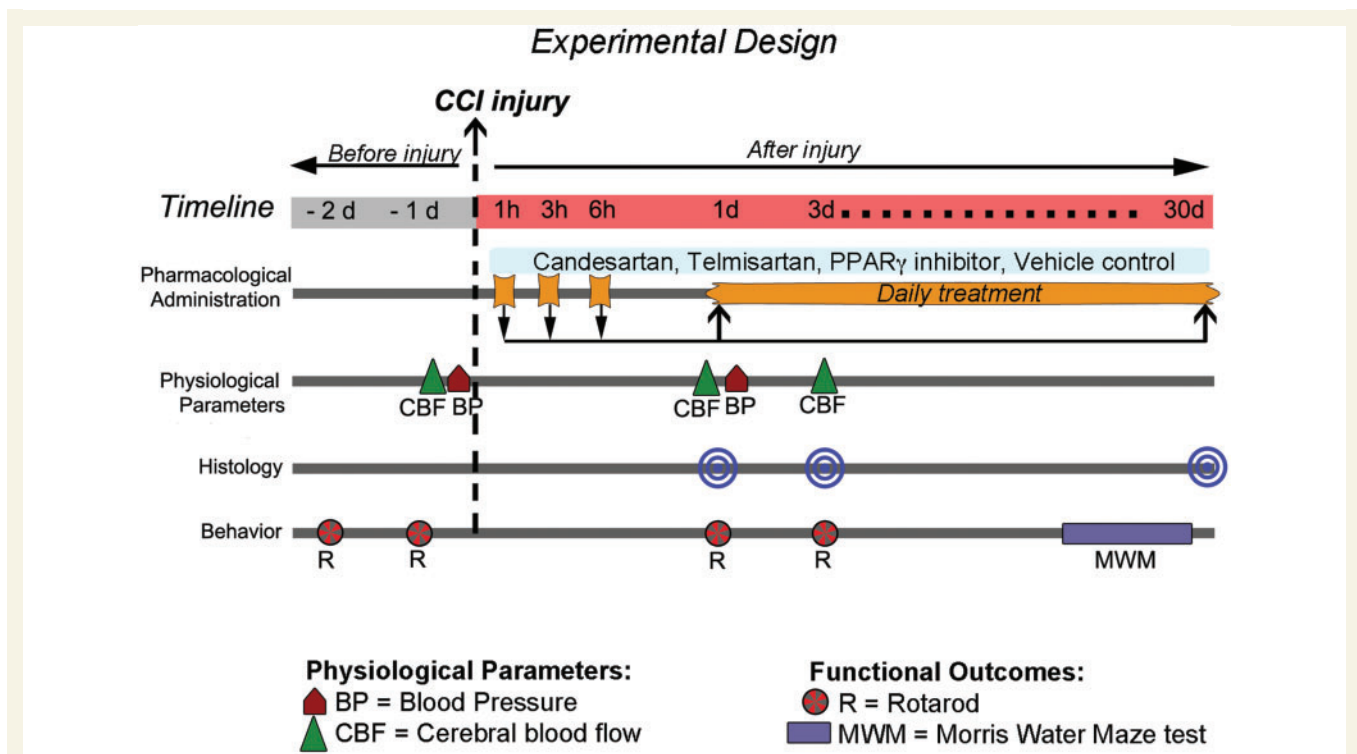 Experimental Design
CCI injury
Before injury
After injury
Timeline
- 2 d - 1 d 1h 3h 6h 1d 3d 30d
Candesartan, Telmisartan, PPARγ inhibitor, Vehicle control
Pharmacological
Administration
Daily treatment
Physiological
Parameters
CBF BP CBF BP CBF
Histology
Behavior
R R R R MWM
Physiological Parameters:
BP = Blood Pressure
CBF = Cerebral blood flow
Functional Outcomes:
R = Rotarod
MWM = Morris Water Maze test